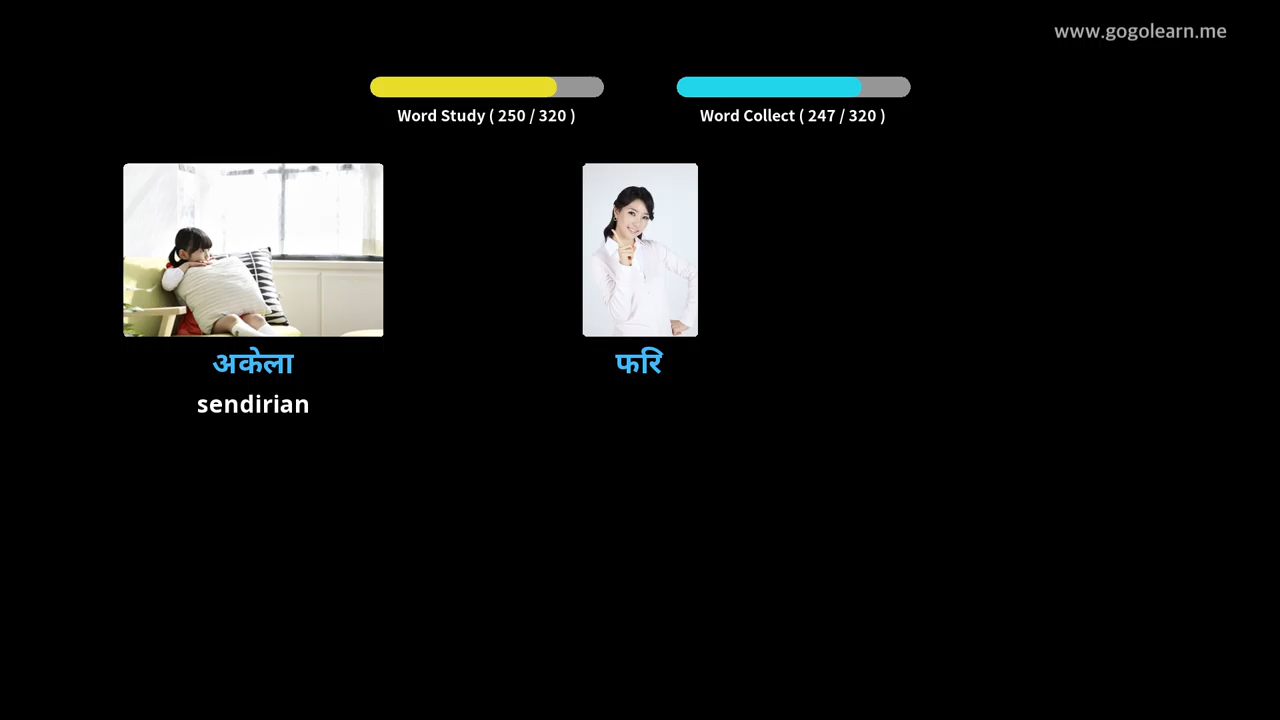 www.gogolearn.me
Word Study ( 250 / 320 )
Word Collect ( 247 / 320 )
अकेला
फरि
sendirian